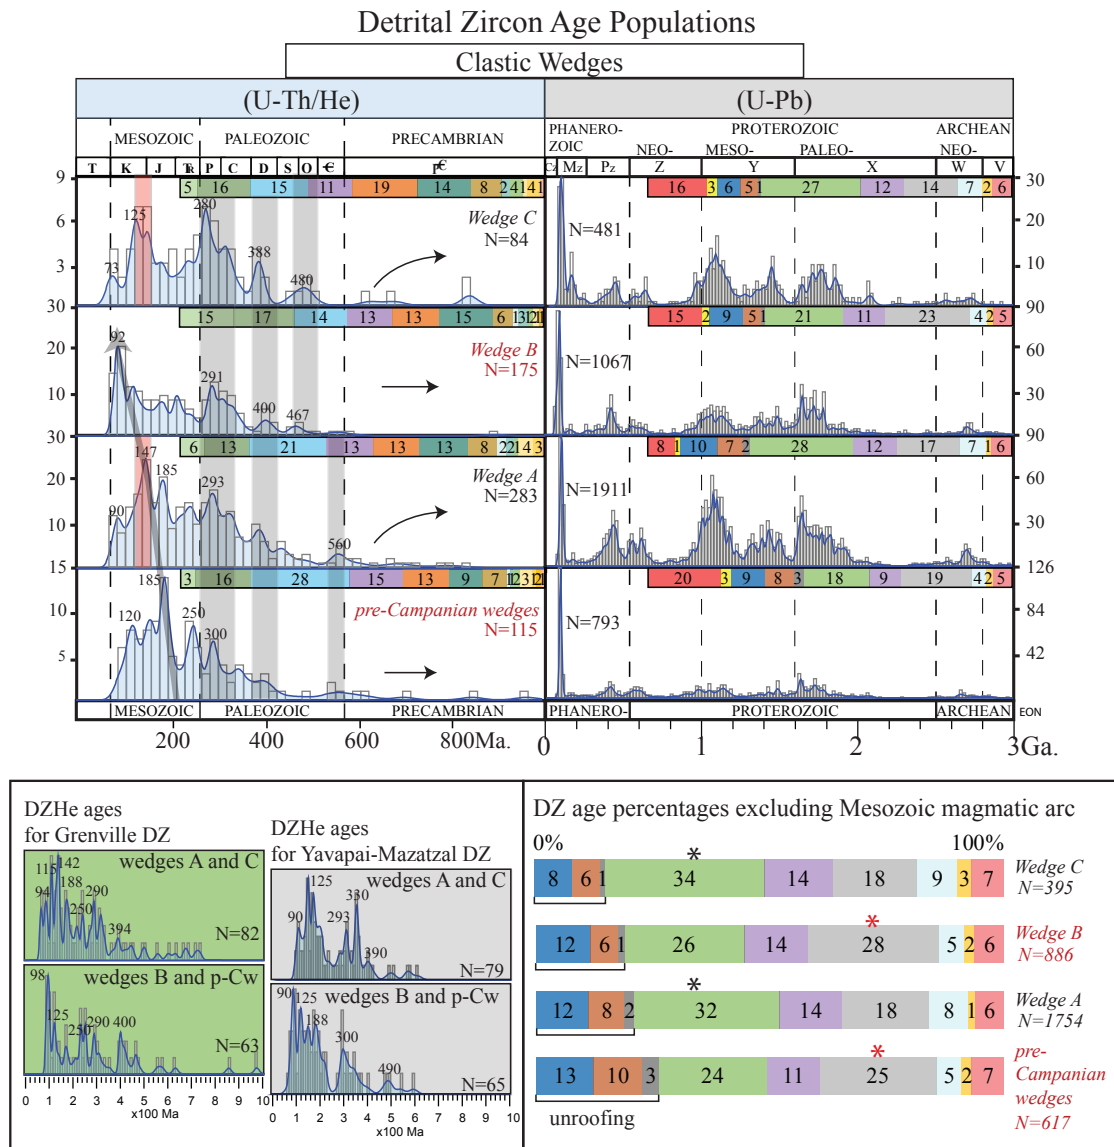 Detrital Zircon Age Populations
Clastic Wedges
(U-Th/He)
(U-Pb)
MESOZOIC PALEOZOIC PRECAMBRIAN
PHANERO-
ZOIC
PROTEROZOIC
ARCHEAN
NEO- MESO- PALEO- NEO-
T K J TR P C D S O Ꞓ PꞒ
Cz Mz Pz Z Y X W V
9
6
3
30
5 16 15 11 19 14 8 2 4 1 4 1
Wedge C
N=84
73 125 280 388 480
16 3 6 5 1 27 12 14 7 2 6
N=481
30
20
10
90
20
10
30
15 17 14 13 13 15 6 1 3 1 2 1
Wedge B
N=175
92 291 400 467
15 2 9 5 1 21 11 23 4 2 5
N=1067
60
30
90
20
10
15
6 13 21 13 13 13 8 2 2 1 4 3
Wedge A
N=283
90 147 185 293 560
8 1 10 7 2 28 12 17 7 1 6
N=1911
60
30
126
10
5
3 16 28 15 13 9 7 1 2 3 1 2 1
pre-Campanian wedges
N=115
120 185 250 300
20 3 9 8 3 18 9 19 4 2 5
N=793
84
42
MESOZOIC PALEOZOIC PRECAMBRIAN
PHANERO- PROTEROZOIC ARCHEAN EON
200 400 600 800Ma.
0 1 2 3Ga.
DZHe ages
for Grenville DZ
wedges A and C
94 115 142 188 250 290 394
N=82
wedges B and p-Cw
98 125 250 290 400
N=63
0 1 2 3 4 5 6 7 8 9 10
x100 Ma
DZHe ages
for Yavapai-Mazatzal DZ
wedges A and C
90 125 293 330 390
N=79
wedges B and p-Cw
90 125 188 300 490
N=65
0 1 2 3 4 5 6 7 8 9 10
x100 Ma
DZ age percentages excluding Mesozoic magmatic arc
0% 100%
*
8 6 1 34 14 18 9 3 7
Wedge C
N=395
*
12 6 1 26 14 28 5 2 6
Wedge B
N=886
*
12 8 2 32 14 18 8 1 6
Wedge A
N=1754
*
13 10 3 24 11 25 5 2 7
pre-
Campanian
wedges
N=617
unroofing